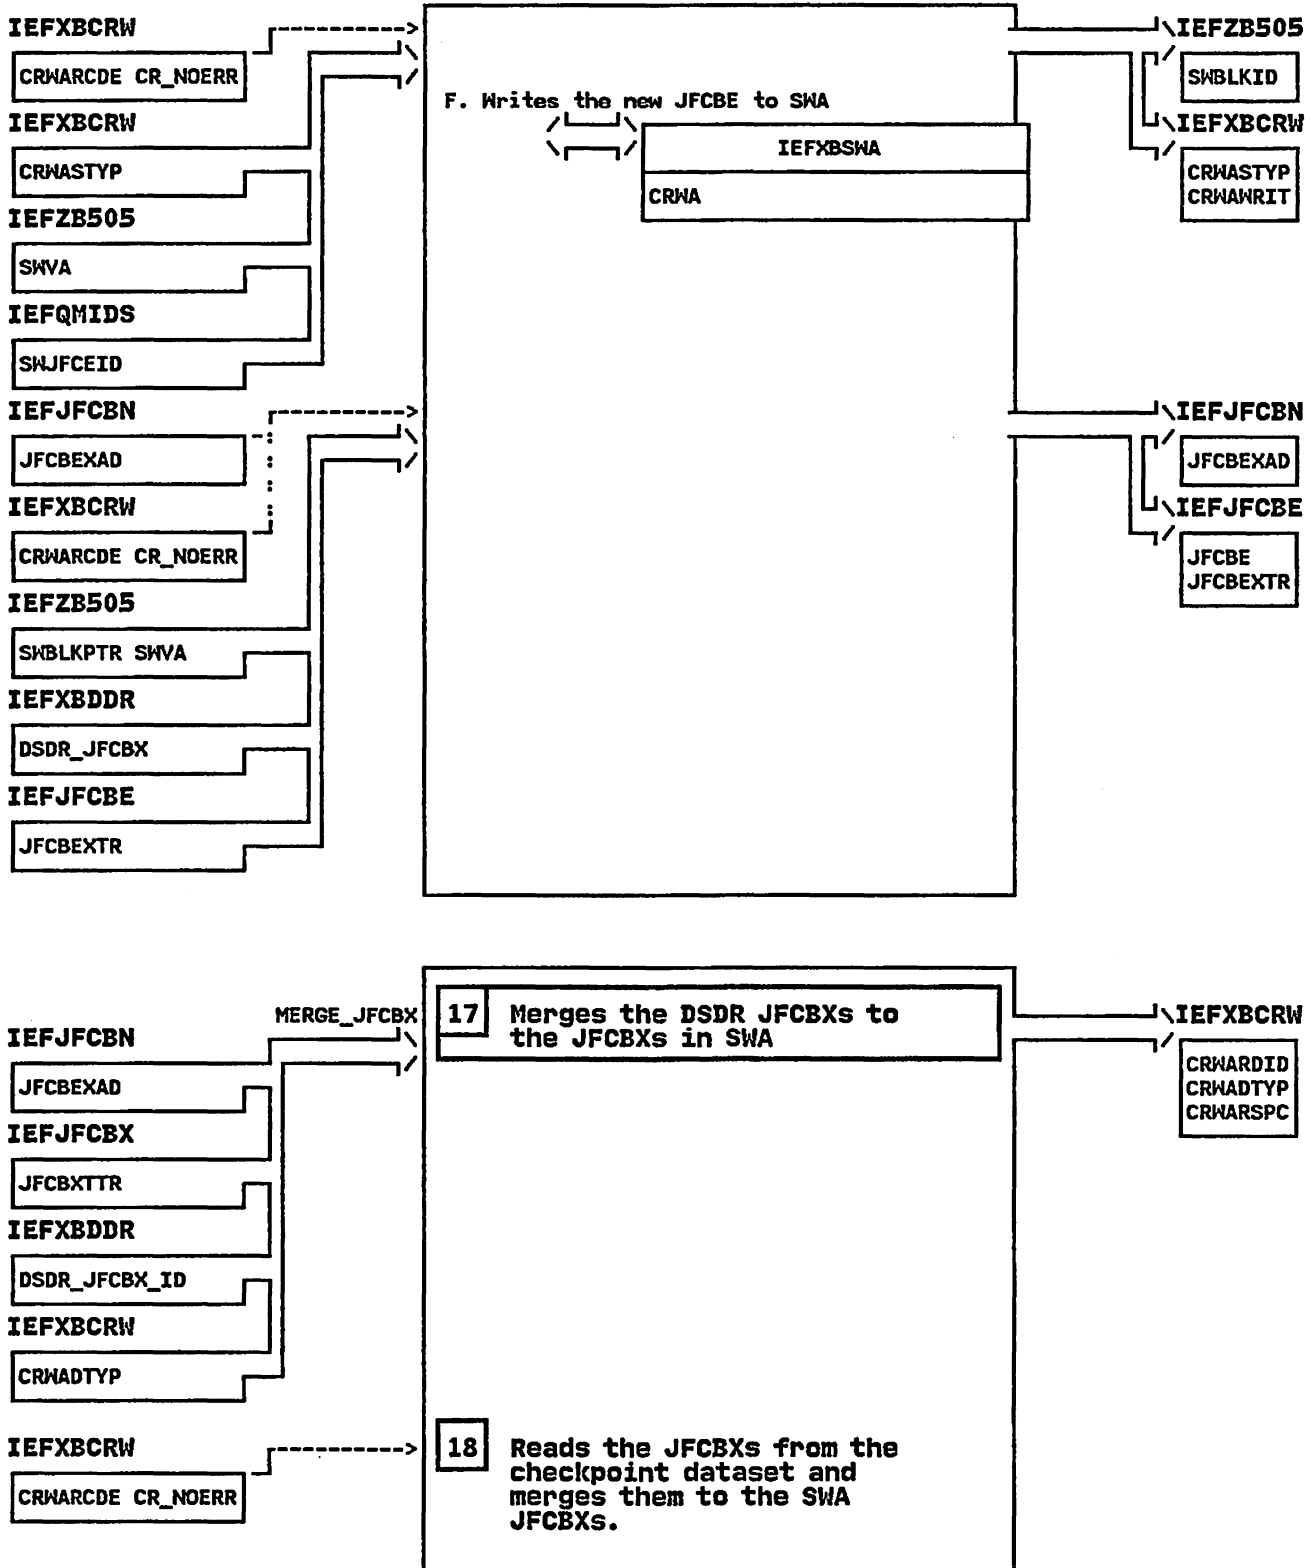 IEFXBCRW
CRWARCDE CR_NOERR
IEFXBCRW
CRWASTYP
IEFZB505
SWVA
IEFQMIDS
SWJFCEID
IEFJFCBN
JFCBEXAD
IEFXBCRW
CRWARCDE CR_NOERR
IEFZB505
SWBLKPTR SWVA
IEFXBDDR
DSDR_JFCBX
IEFJFCBE
JFCBEXTR
F. Writes the new JFCBE to SWA
IEFXBSWA
CRWA
IEFZB505
SWBLKID
IEFXBCRW
CRWASTYP
CRWAWRIT
IEFJFCBN
JFCBEXAD
IEFJFCBE
JFCBE
JFCBEXTR
IEFJFCBN
JFCBEXAD
IEFJFCBX
JFCBXTTR
IEFXBDDR
DSDR_JFCBX_ID
IEFXBCRW
CRWADTYP
MERGE_JFCBX
17 Merges the DSDR JFCBXs to
the JFCBXs in SWA
IEFXBCRW
CRWARDID
CRWADTYP
CRWARSPC
IEFXBCRW
CRWARCDE CR_NOERR
18 Reads the JFCBXs from the
checkpoint dataset and
merges them to the SWA
JFCBXs.